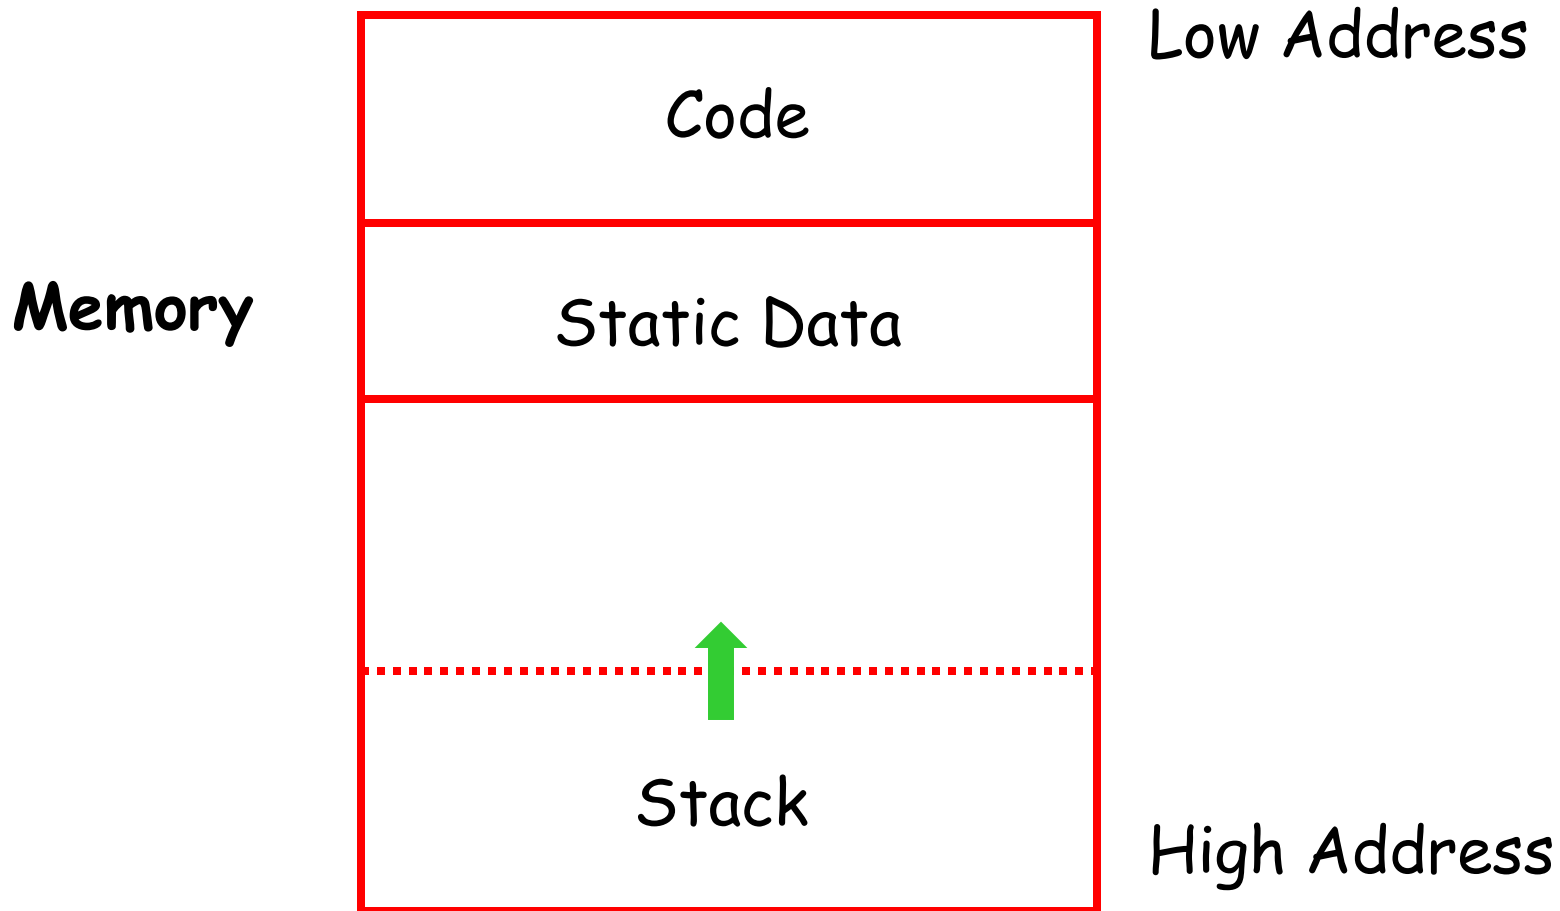 Low Address
Code
Memory
Static Data
Stack
High Address